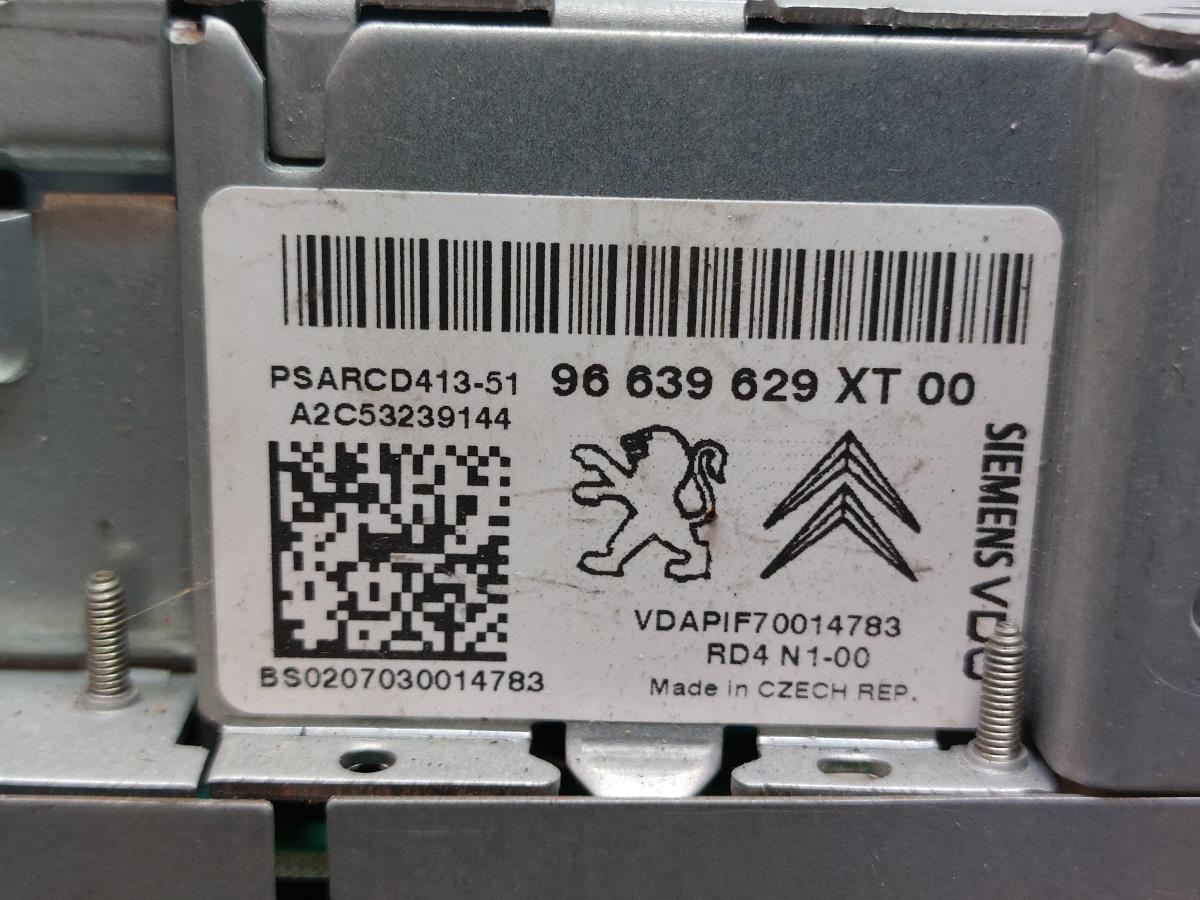 PSARCD413-51 96 639 629 XT 00
A2C53239144
SIEMENS VDO
VDAPIF70014783
RD4 N1-00
BS0207030014783
Made in CZECH REP.